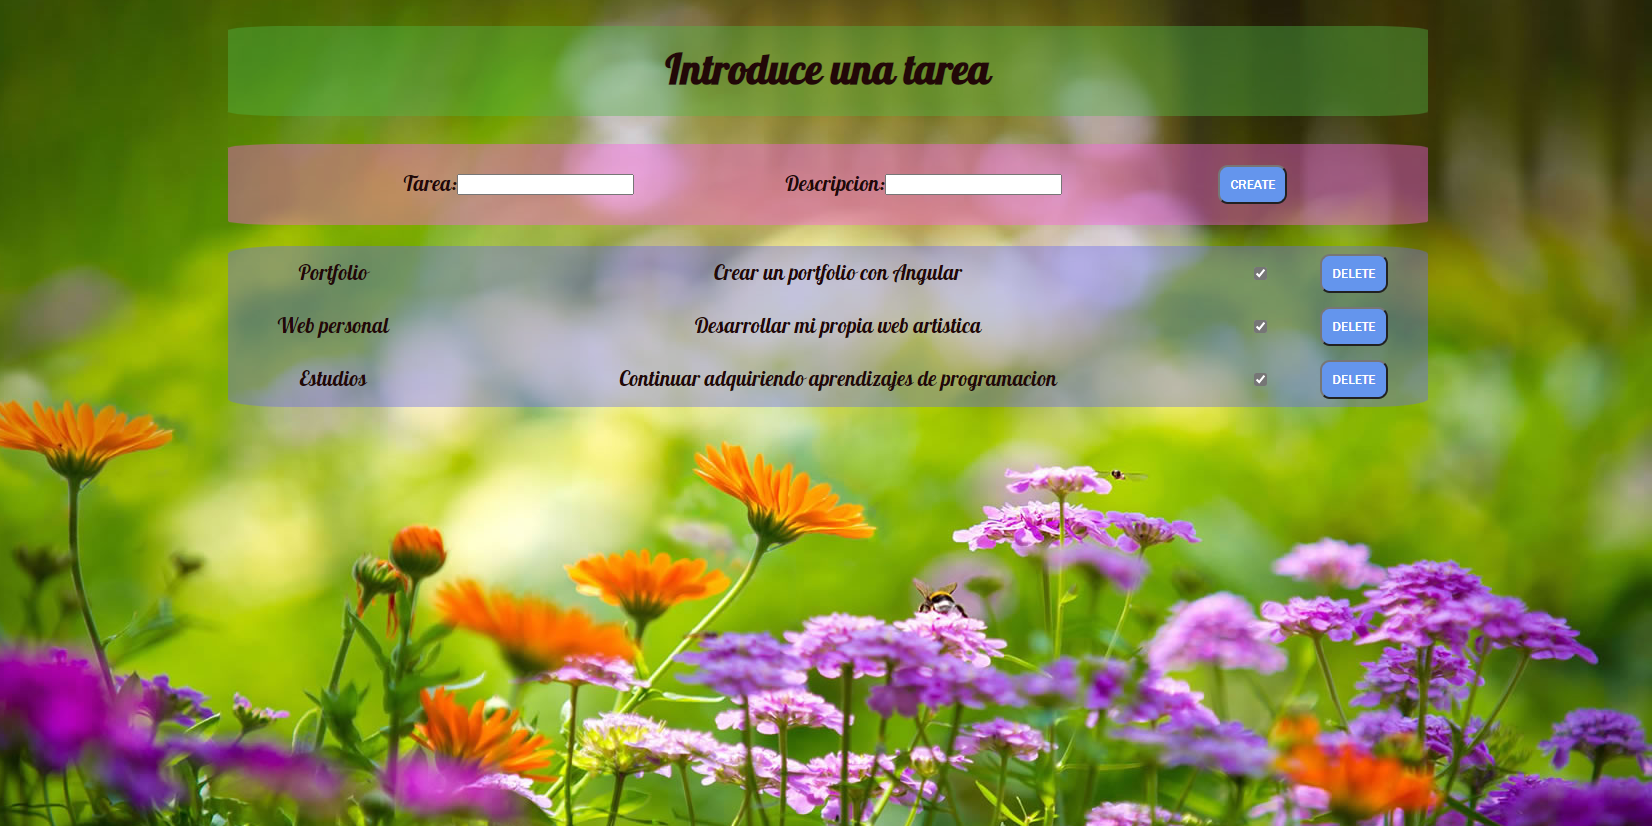 Introduce una tarea
Tarea: Descripcion: CREATE
Portfolio Crear un portfolio con Angular DELETE
Web personal Desarrollar mi propia web artistica DELETE
Estudios Continuar adquiriendo aprendizajes de programacion DELETE